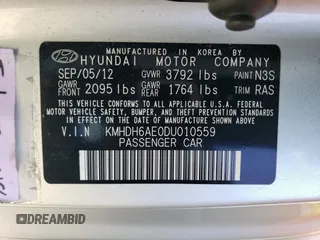 MANUFACTURED IN KOREA BY
HYUNDAI MOTOR COMPANY
SEP/05/12 GVWR 3792 lbs PAINT N3S
GAWR FRONT 2095 lbs GAWR REAR 1764 lbs TRIM RAS
THIS VEHICLE CONFORMS TO ALL APPLICABLE
FEDERAL MOTOR VEHICLE SAFETY, BUMPER,
AND THEFT PREVENTION STANDARDS IN EFFECT
ON THE DATE OF MANUFACTURE SHOWN ABOVE.
V.I.N KMHDH6AE0DU010559
PASSENGER CAR
DREAMBID